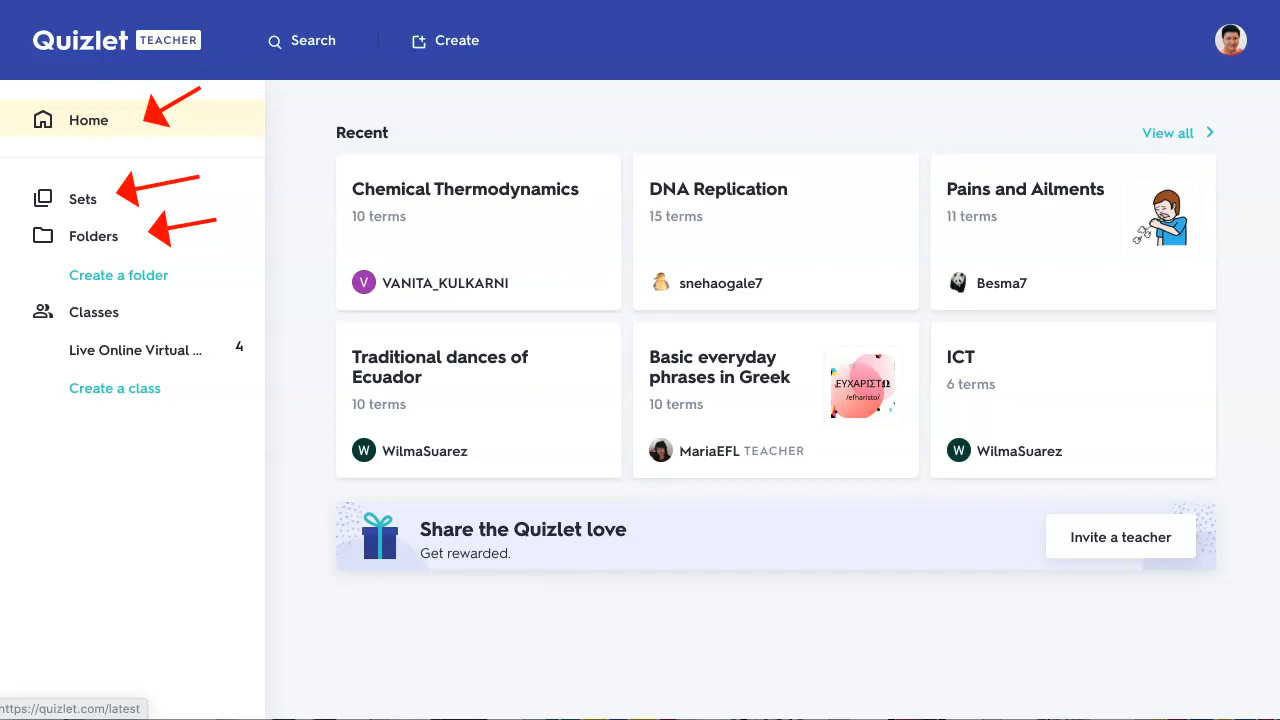 Quizlet TEACHER
Search
Create
Home
Sets
Folders
Create a folder
Classes
Live Online Virtual ...
4
Create a class
Recent
View all
Chemical Thermodynamics
10 terms
V
VANITA_KULKARNI
DNA Replication
15 terms
snehaogale7
Pains and Ailments
11 terms
Besma7
Traditional dances of
Ecuador
10 terms
W
WilmaSuarez
Basic everyday
phrases in Greek
10 terms
ΕΥΧΑΡΙΣΤΩ
/efharisto/
MariaEFL TEACHER
ICT
6 terms
W
WilmaSuarez
Share the Quizlet love
Get rewarded.
Invite a teacher
https://quizlet.com/latest